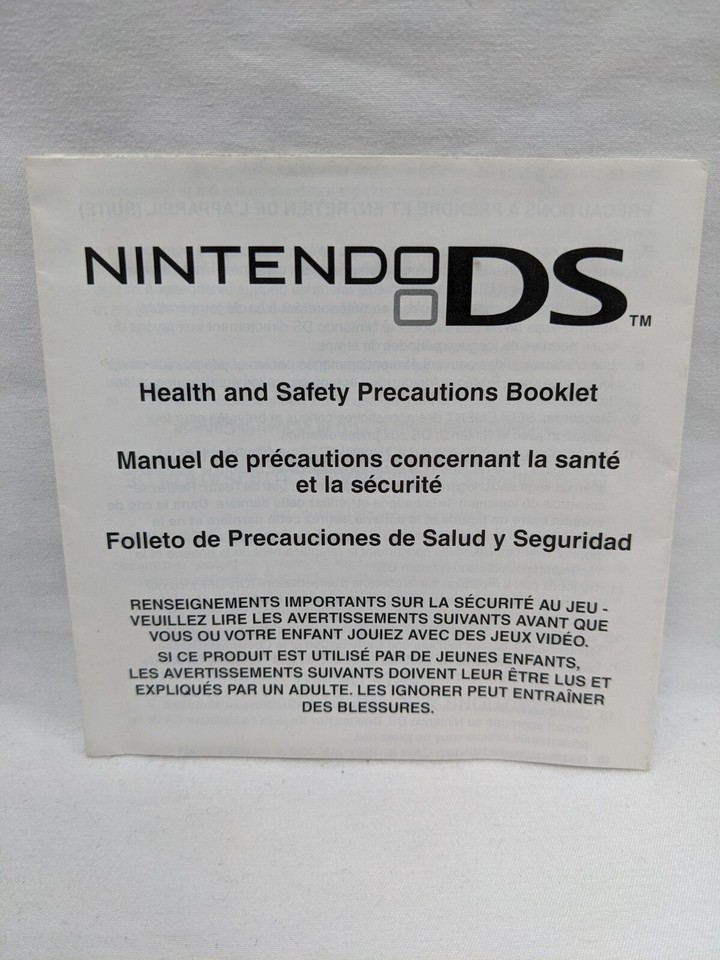 NINTENDO DS™
Health and Safety Precautions Booklet
Manuel de précautions concernant la santé
et la sécurité
Folleto de Precauciones de Salud y Seguridad
RENSEIGNEMENTS IMPORTANTS SUR LA SÉCURITÉ AU JEU -
VEUILLEZ LIRE LES AVERTISSEMENTS SUIVANTS AVANT QUE
VOUS OU VOTRE ENFANT JOUIEZ AVEC DES JEUX VIDÉO.
SI CE PRODUIT EST UTILISÉ PAR DE JEUNES ENFANTS,
LES AVERTISSEMENTS SUIVANTS DOIVENT LEUR ÊTRE LUS ET
EXPLIQUÉS PAR UN ADULTE. LES IGNORER PEUT ENTRAÎNER
DES BLESSURES.